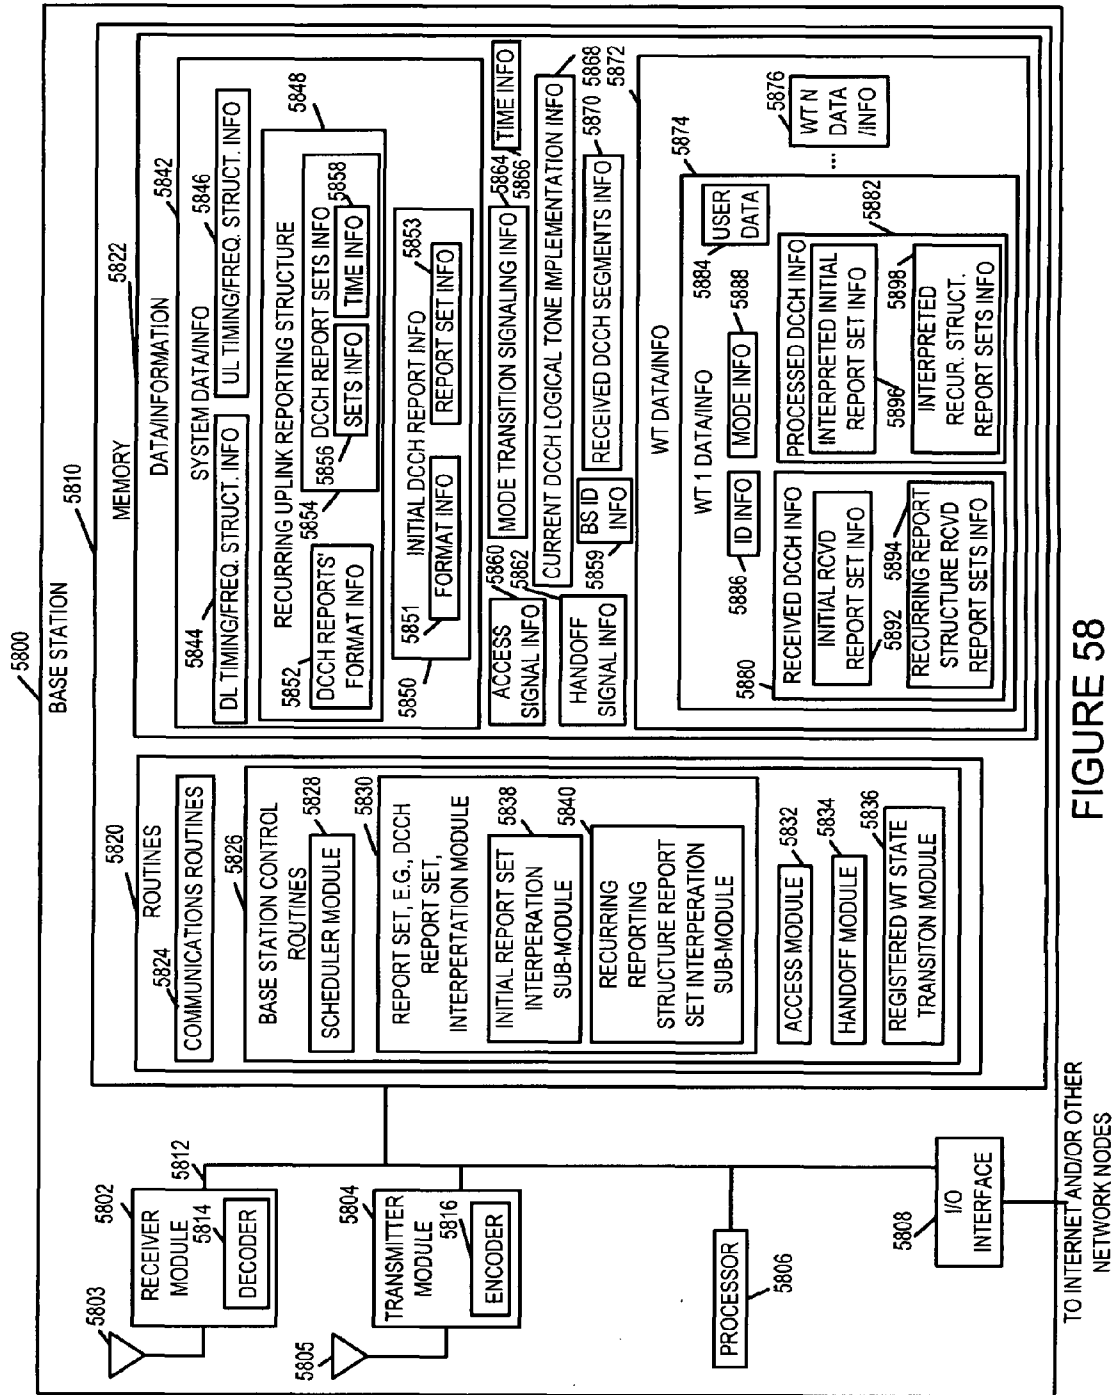 5800
BASE STATION
5810
5803
5802
5812
RECEIVER
MODULE
5814
DECODER
5805
5804
TRANSMITTER
MODULE
5816
ENCODER
PROCESSOR
5806
5808
I/O
INTERFACE
TO INTERNET AND/OR OTHER
NETWORK NODES
MEMORY
5822
5820
ROUTINES
5824
COMMUNICATIONS ROUTINES
5826
BASE STATION CONTROL
ROUTINES
5828
SCHEDULER MODULE
5830
REPORT SET, E.G., DCCH
REPORT SET,
INTERPERTATION MODULE
5838
INITIAL REPORT SET
INTERPERATION
SUB-MODULE
5840
RECURRING
REPORTING
STRUCTURE REPORT
SET INTERPERATION
SUB-MODULE
5832
ACCESS MODULE
5834
HANDOFF MODULE
5836
REGISTERED WT STATE
TRANSITON MODULE
DATA/INFORMATION
5842
SYSTEM DATA/INFO
5844
DL TIMING/FREQ. STRUCT. INFO
5846
UL TIMING/FREQ. STRUCT. INFO
5848
RECURRING UPLINK REPORTING STRUCTURE
5852
DCCH REPORTS'
FORMAT INFO
5854
DCCH REPORT SETS INFO
5856
SETS INFO
5858
TIME INFO
5850
INITIAL DCCH REPORT INFO
5851
FORMAT INFO
5853
REPORT SET INFO
5860
ACCESS
SIGNAL INFO
5864
MODE TRANSITION SIGNALING INFO
5866
TIME INFO
5862
HANDOFF
SIGNAL INFO
5868
CURRENT DCCH LOGICAL TONE IMPLEMENTATION INFO
5859
BS ID
INFO
5870
RECEIVED DCCH SEGMENTS INFO
5872
WT DATA/INFO
5874
WT 1 DATA/INFO
5884
USER
DATA
5886
ID INFO
5888
MODE INFO
5880
RECEIVED DCCH INFO
5892
INITIAL RCVD
REPORT SET INFO
5894
RECURRING REPORT
STRUCTURE RCVD
REPORT SETS INFO
5882
PROCESSED DCCH INFO
5896
INTERPRETED INITIAL
REPORT SET INFO
5898
INTERPRETED
RECUR. STRUCT.
REPORT SETS INFO
...
5876
WT N
DATA
/INFO
FIGURE 58